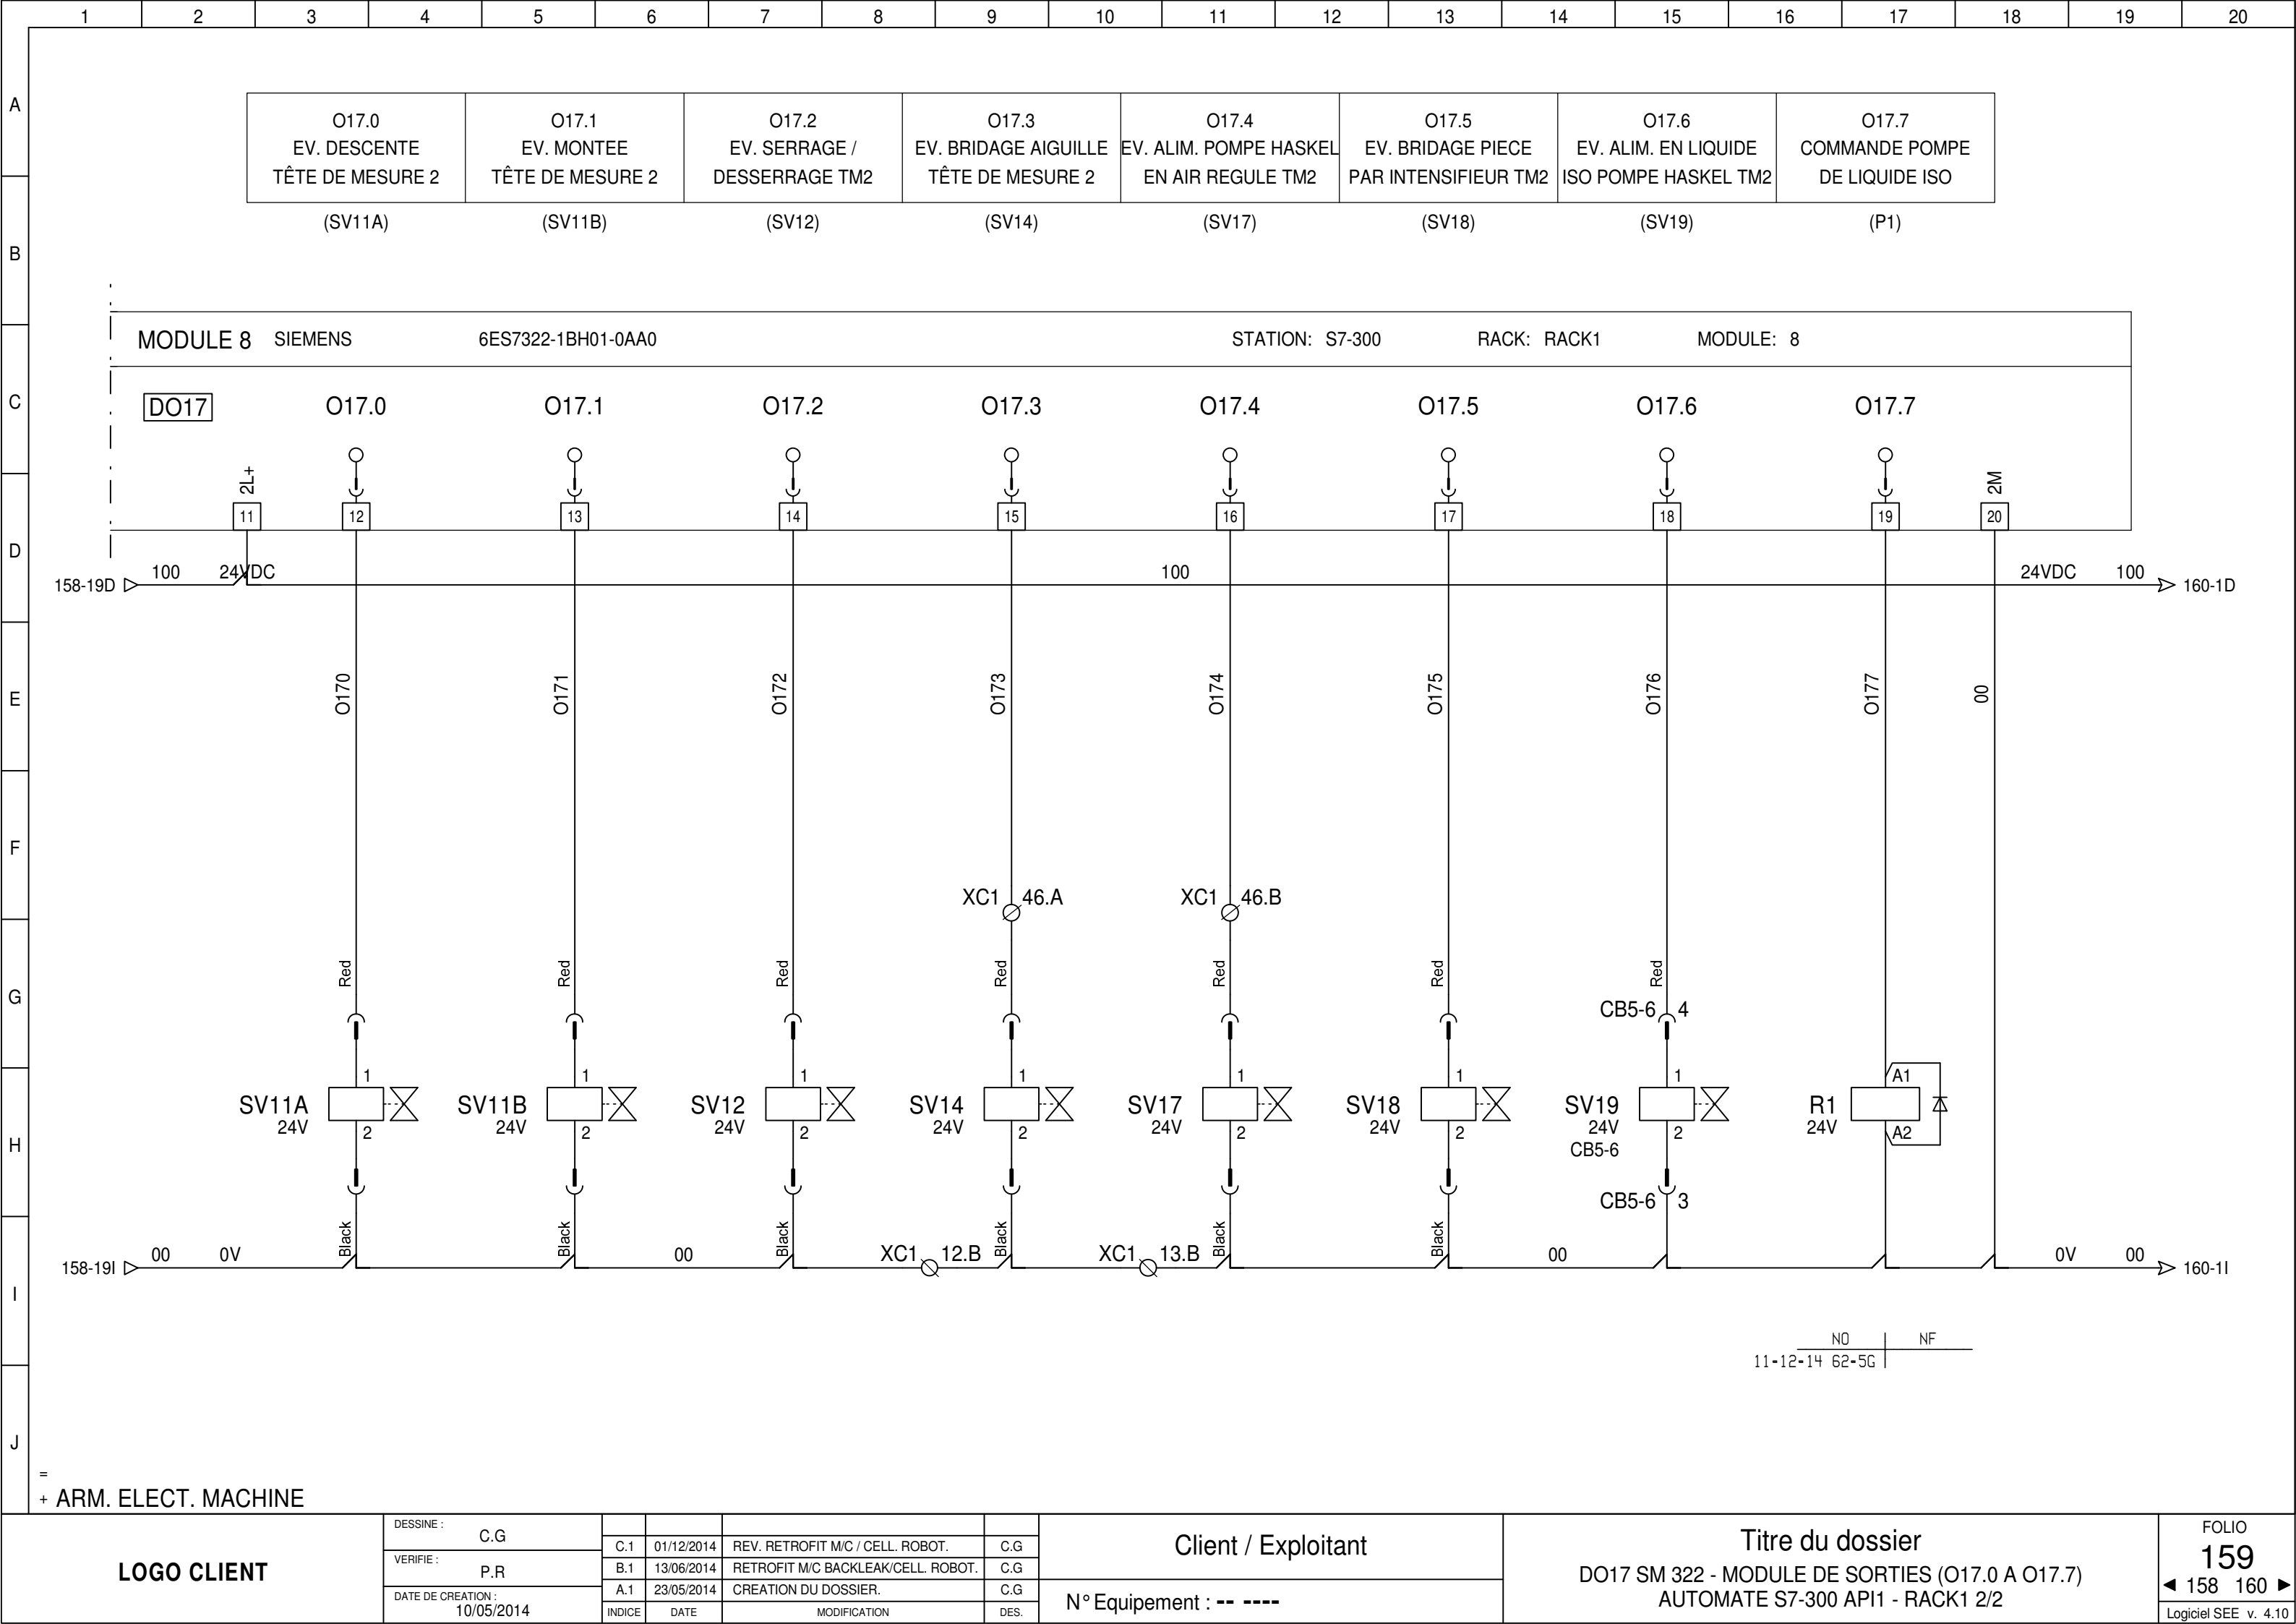 1 2 3 4 5 6 7 8 9 10 11 12 13 14 15 16 17 18 19 20
A
O17.0 O17.1 O17.2 O17.3 O17.4 O17.5 O17.6 O17.7
EV. DESCENTE EV. MONTEE EV. SERRAGE / EV. BRIDAGE AIGUILLE EV. ALIM. POMPE HASKEL EV. BRIDAGE PIECE EV. ALIM. EN LIQUIDE COMMANDE POMPE
TÊTE DE MESURE 2 TÊTE DE MESURE 2 DESSERRAGE TM2 TÊTE DE MESURE 2 EN AIR REGULE TM2 PAR INTENSIFIEUR TM2 ISO POMPE HASKEL TM2 DE LIQUIDE ISO
(SV11A) (SV11B) (SV12) (SV14) (SV17) (SV18) (SV19) (P1)
B
MODULE 8 SIEMENS 6ES7322-1BH01-0AA0 STATION: S7-300 RACK: RACK1 MODULE: 8
C
DO17 O17.0 O17.1 O17.2 O17.3 O17.4 O17.5 O17.6 O17.7
2L+ 2M
11 12 13 14 15 16 17 18 19 20
D
158-19D 100 24VDC 100 24VDC 100 160-1D
E
O170 O171 O172 O173 O174 O175 O176 O177 00
F
XC1 46.A XC1 46.B
G
Red Red Red Red Red Red Red
CB5-6 4
1 1 1 1 1 1 1 A1
SV11A SV11B SV12 SV14 SV17 SV18 SV19 R1
24V 24V 24V 24V 24V 24V 24V 24V
2 2 2 2 2 2 2 A2
H
CB5-6
CB5-6 3
Black Black Black Black Black Black
158-19I 00 0V 00 XC1 12.B XC1 13.B 00 0V 00 160-1I
I
NO NF
11-12-14 62-5G
J
=
+ ARM. ELECT. MACHINE
LOGO CLIENT
DESSINE :
C.G
VERIFIE :
P.R
DATE DE CREATION :
10/05/2014
C.1 01/12/2014 REV. RETROFIT M/C / CELL. ROBOT. C.G
B.1 13/06/2014 RETROFIT M/C BACKLEAK/CELL. ROBOT. C.G
A.1 23/05/2014 CREATION DU DOSSIER. C.G
INDICE DATE MODIFICATION DES.
Client / Exploitant
N° Equipement : -- ----
Titre du dossier
DO17 SM 322 - MODULE DE SORTIES (O17.0 A O17.7)
AUTOMATE S7-300 API1 - RACK1 2/2
FOLIO
159
◄ 158 160 ►
Logiciel SEE v. 4.10